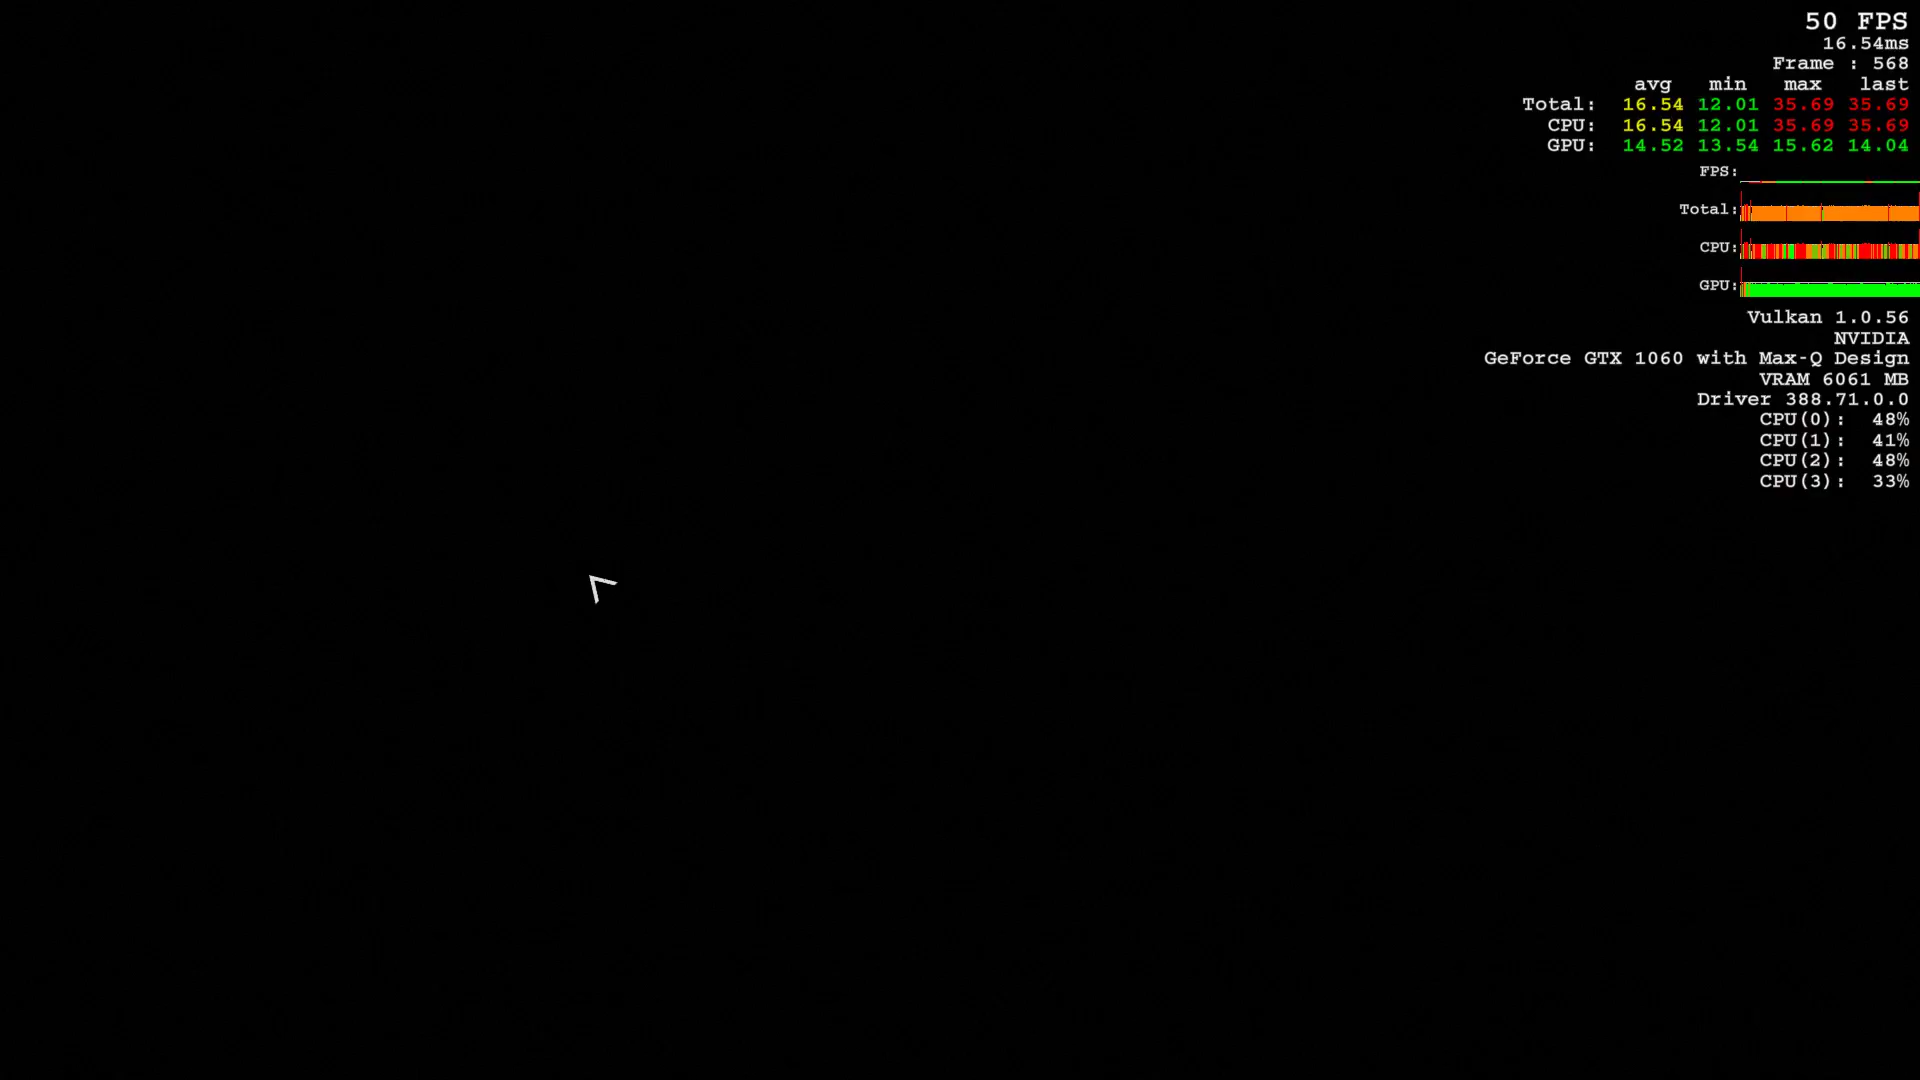 50 FPS
16.54ms
Frame : 568
avg min max last
Total: 16.54 12.01 35.69 35.69
CPU: 16.54 12.01 35.69 35.69
GPU: 14.52 13.54 15.62 14.04
FPS:
Total:
CPU:
GPU:
Vulkan 1.0.56
NVIDIA
GeForce GTX 1060 with Max-Q Design
VRAM 6061 MB
Driver 388.71.0.0
CPU(0): 48%
CPU(1): 41%
CPU(2): 48%
CPU(3): 33%